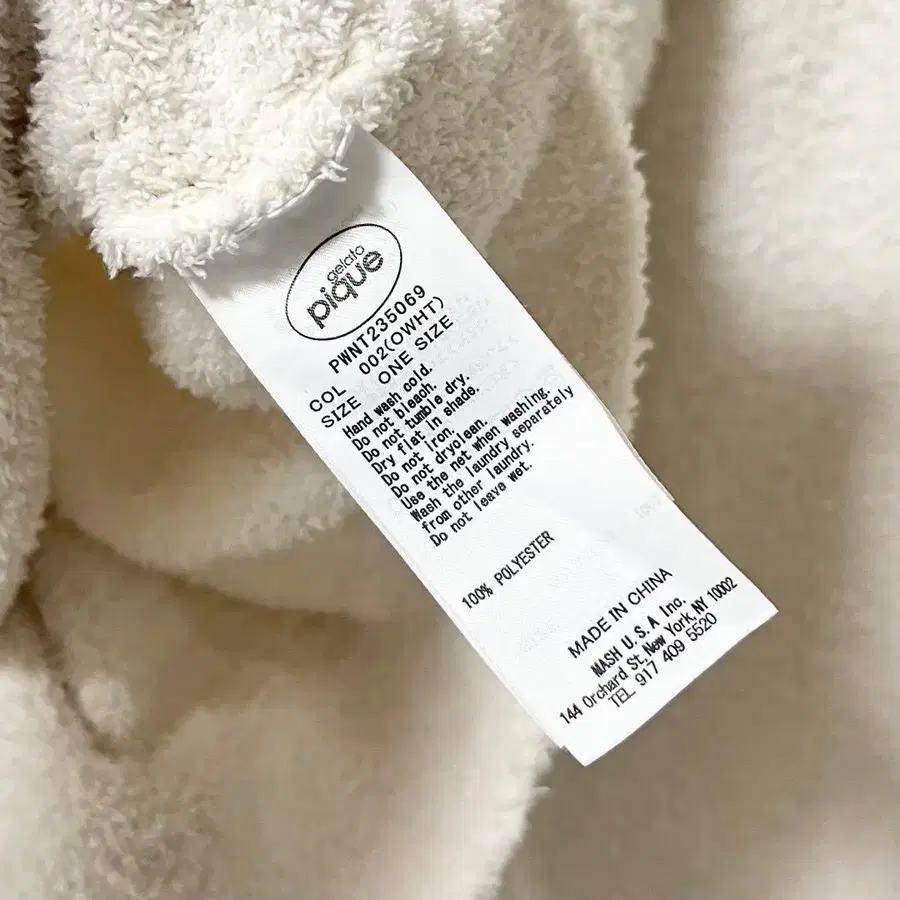 gelato
pique
PWNT235069
COL 002(OWHT)
SIZE ONE SIZE
Hand wash cold.
Do not bleach.
Do not tumble dry.
Dry flat in shade.
Do not iron.
Do not dryclean.
Use the net when washing.
Wash the laundry separately
from other laundry.
Do not leave wet.
100% POLYESTER
MADE IN CHINA
MASH U.S.A Inc.
144 Orchard St, New York, NY 10002
TEL 917 409 5520